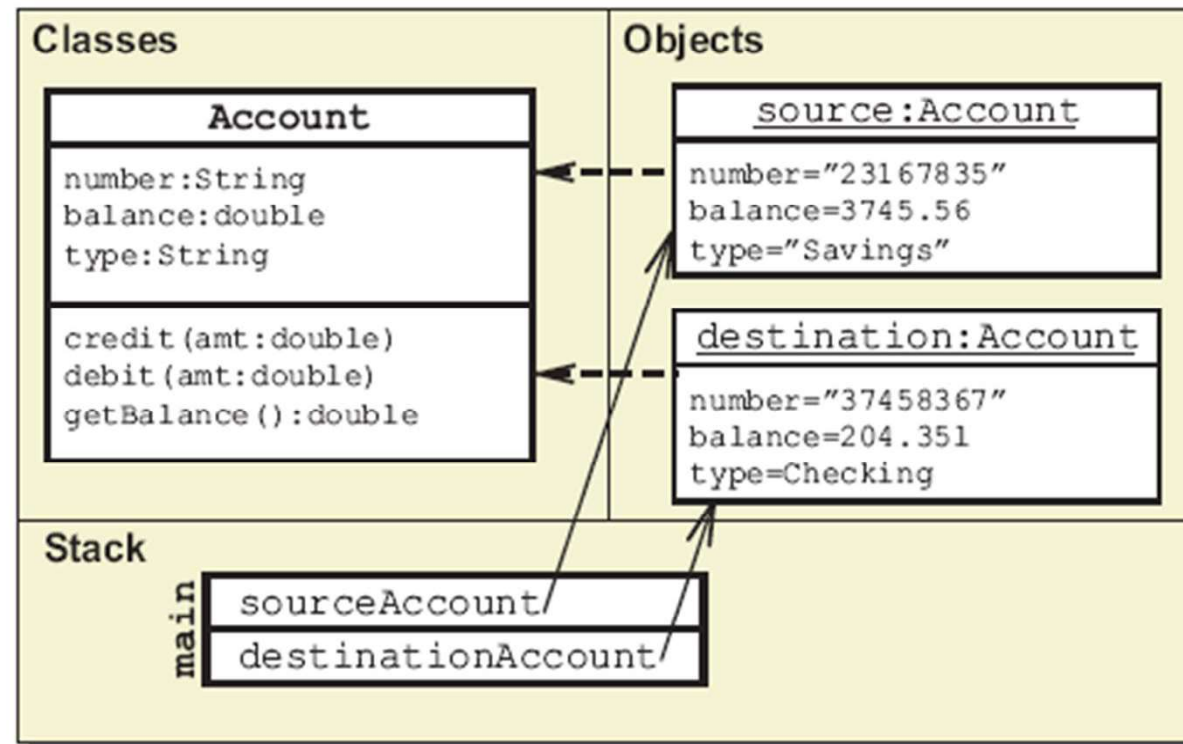 Classes
Account
number:String
balance:double
type:String
credit(amt:double)
debit(amt:double)
getBalance():double
Objects
source:Account
number=”23167835”
balance=3745.56
type=”Savings”
destination:Account
number=”37458367”
balance=204.351
type=Checking
Stack
main
sourceAccount
destinationAccount